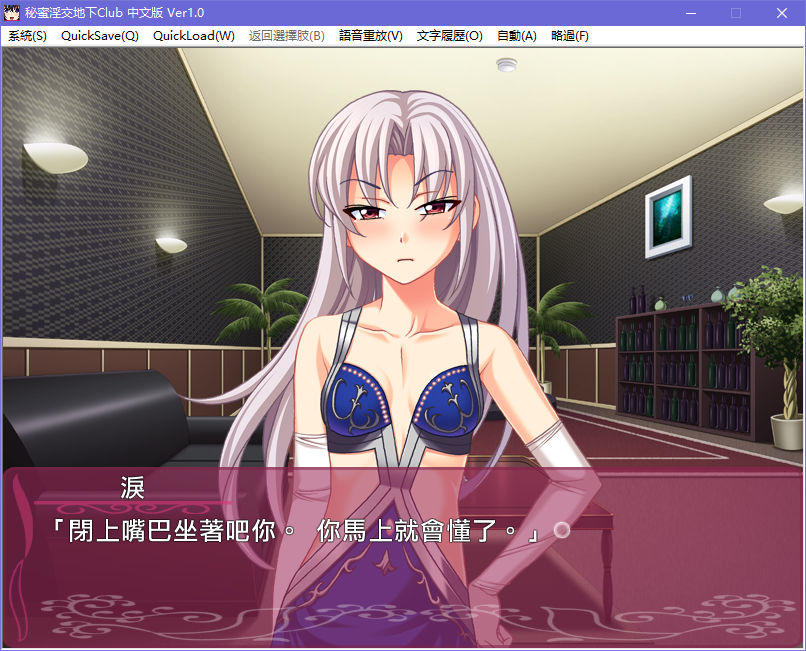 秘蜜淫交地下Club 中文版 Ver1.0
系統(S) QuickSave(Q) QuickLoad(W) 返回選擇肢(B) 語音重放(V) 文字履歷(O) 自動(A) 略過(F)
淚
「閉上嘴巴坐著吧你。 你馬上就會懂了。」